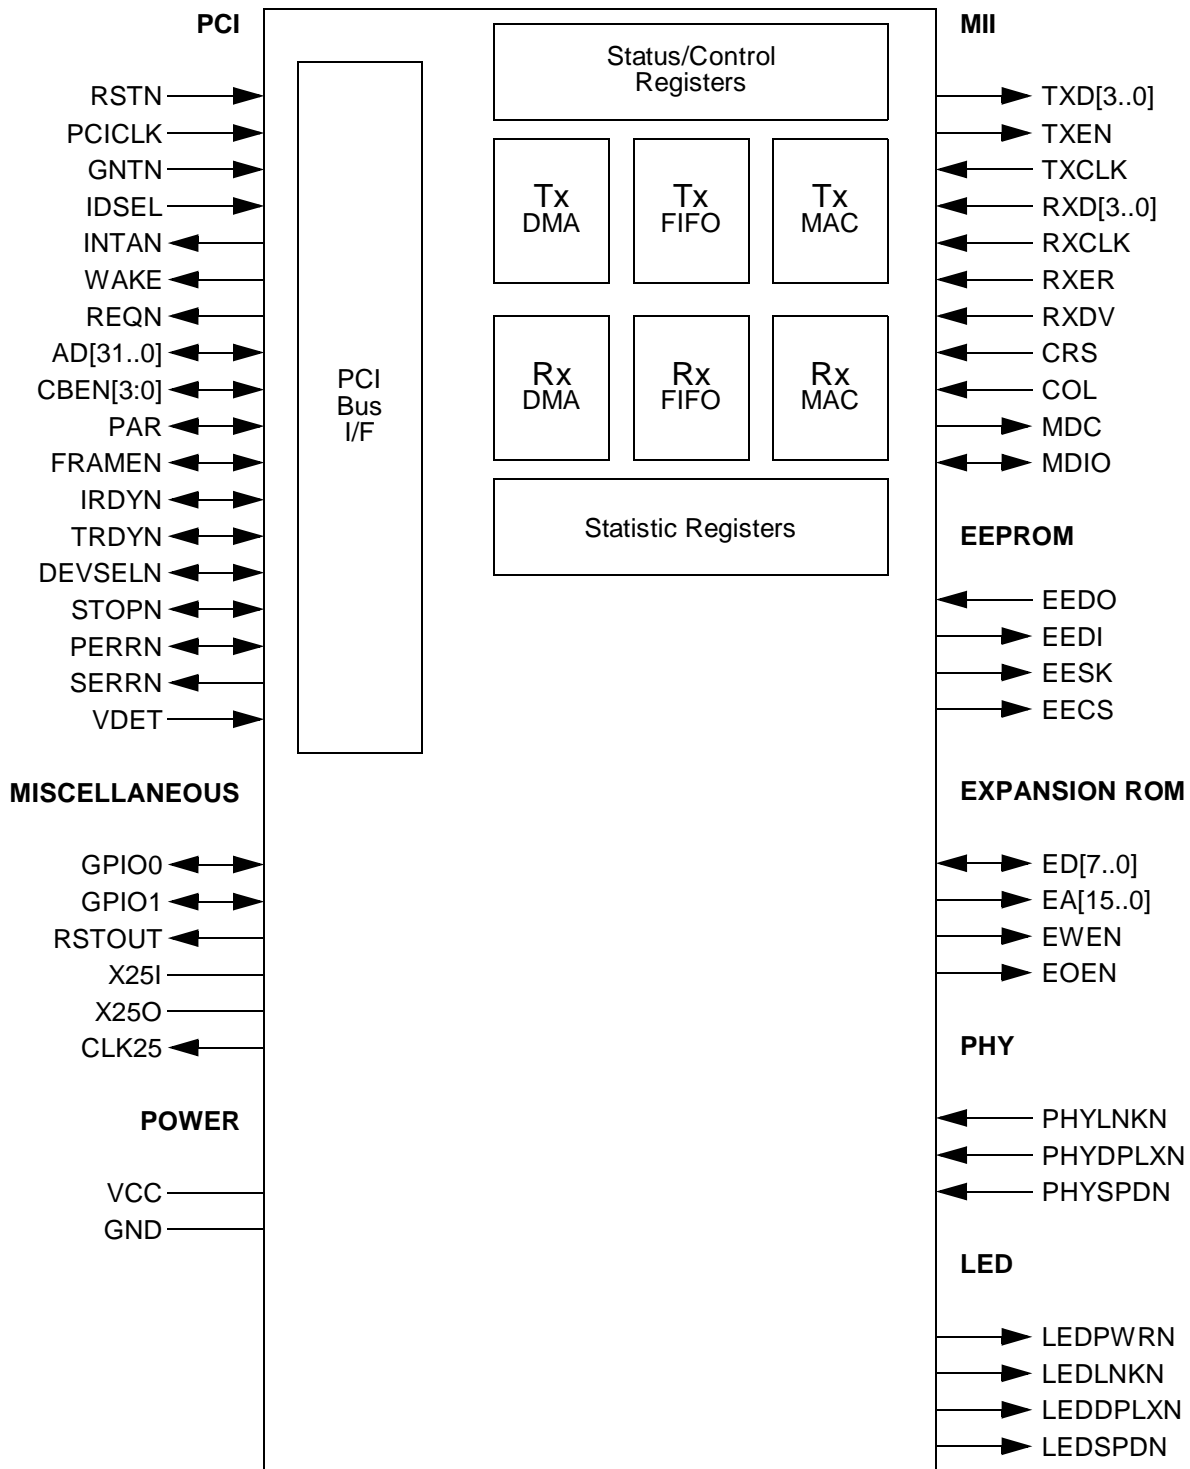 PCI
RSTN
PCICLK
GNTN
IDSEL
INTAN
WAKE
REQN
AD[31..0]
CBEN[3:0]
PAR
FRAMEN
IRDYN
TRDYN
DEVSELN
STOPN
PERRN
SERRN
VDET
MISCELLANEOUS
GPIO0
GPIO1
RSTOUT
X25I
X25O
CLK25
POWER
VCC
GND
PCI
Bus
I/F
Status/Control
Registers
Tx
DMA
Tx
FIFO
Tx
MAC
Rx
DMA
Rx
FIFO
Rx
MAC
Statistic Registers
MII
TXD[3..0]
TXEN
TXCLK
RXD[3..0]
RXCLK
RXER
RXDV
CRS
COL
MDC
MDIO
EEPROM
EEDO
EEDI
EESK
EECS
EXPANSION ROM
ED[7..0]
EA[15..0]
EWEN
EOEN
PHY
PHYLNKN
PHYDPLXN
PHYSPDN
LED
LEDPWRN
LEDLNKN
LEDDPLXN
LEDSPDN